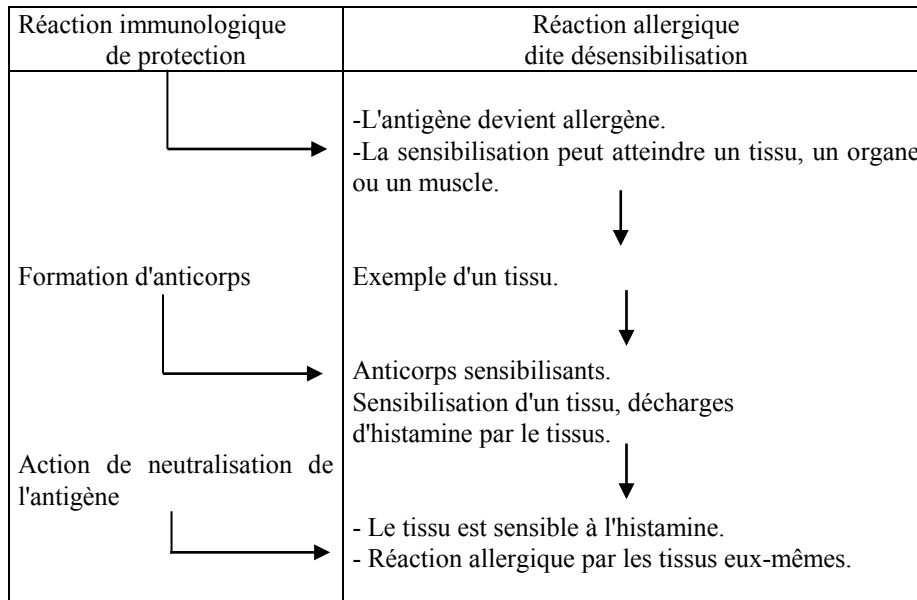 Réaction immunologique
de protection
Réaction allergique
dite désensibilisation
-L'antigène devient allergène.
-La sensibilisation peut atteindre un tissu, un organe
ou un muscle.
Formation d'anticorps
Exemple d'un tissu.
Anticorps sensibilisants.
Sensibilisation d'un tissu, décharges
d'histamine par le tissus.
Action de neutralisation de
l'antigène
- Le tissu est sensible à l'histamine.
- Réaction allergique par les tissus eux-mêmes.